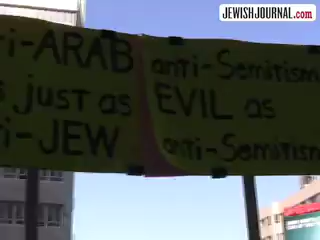 JEWISHJOURNAL.COM
i-ARAB anti-Semitism
s just as EVIL as
i-JEW anti-Semitism